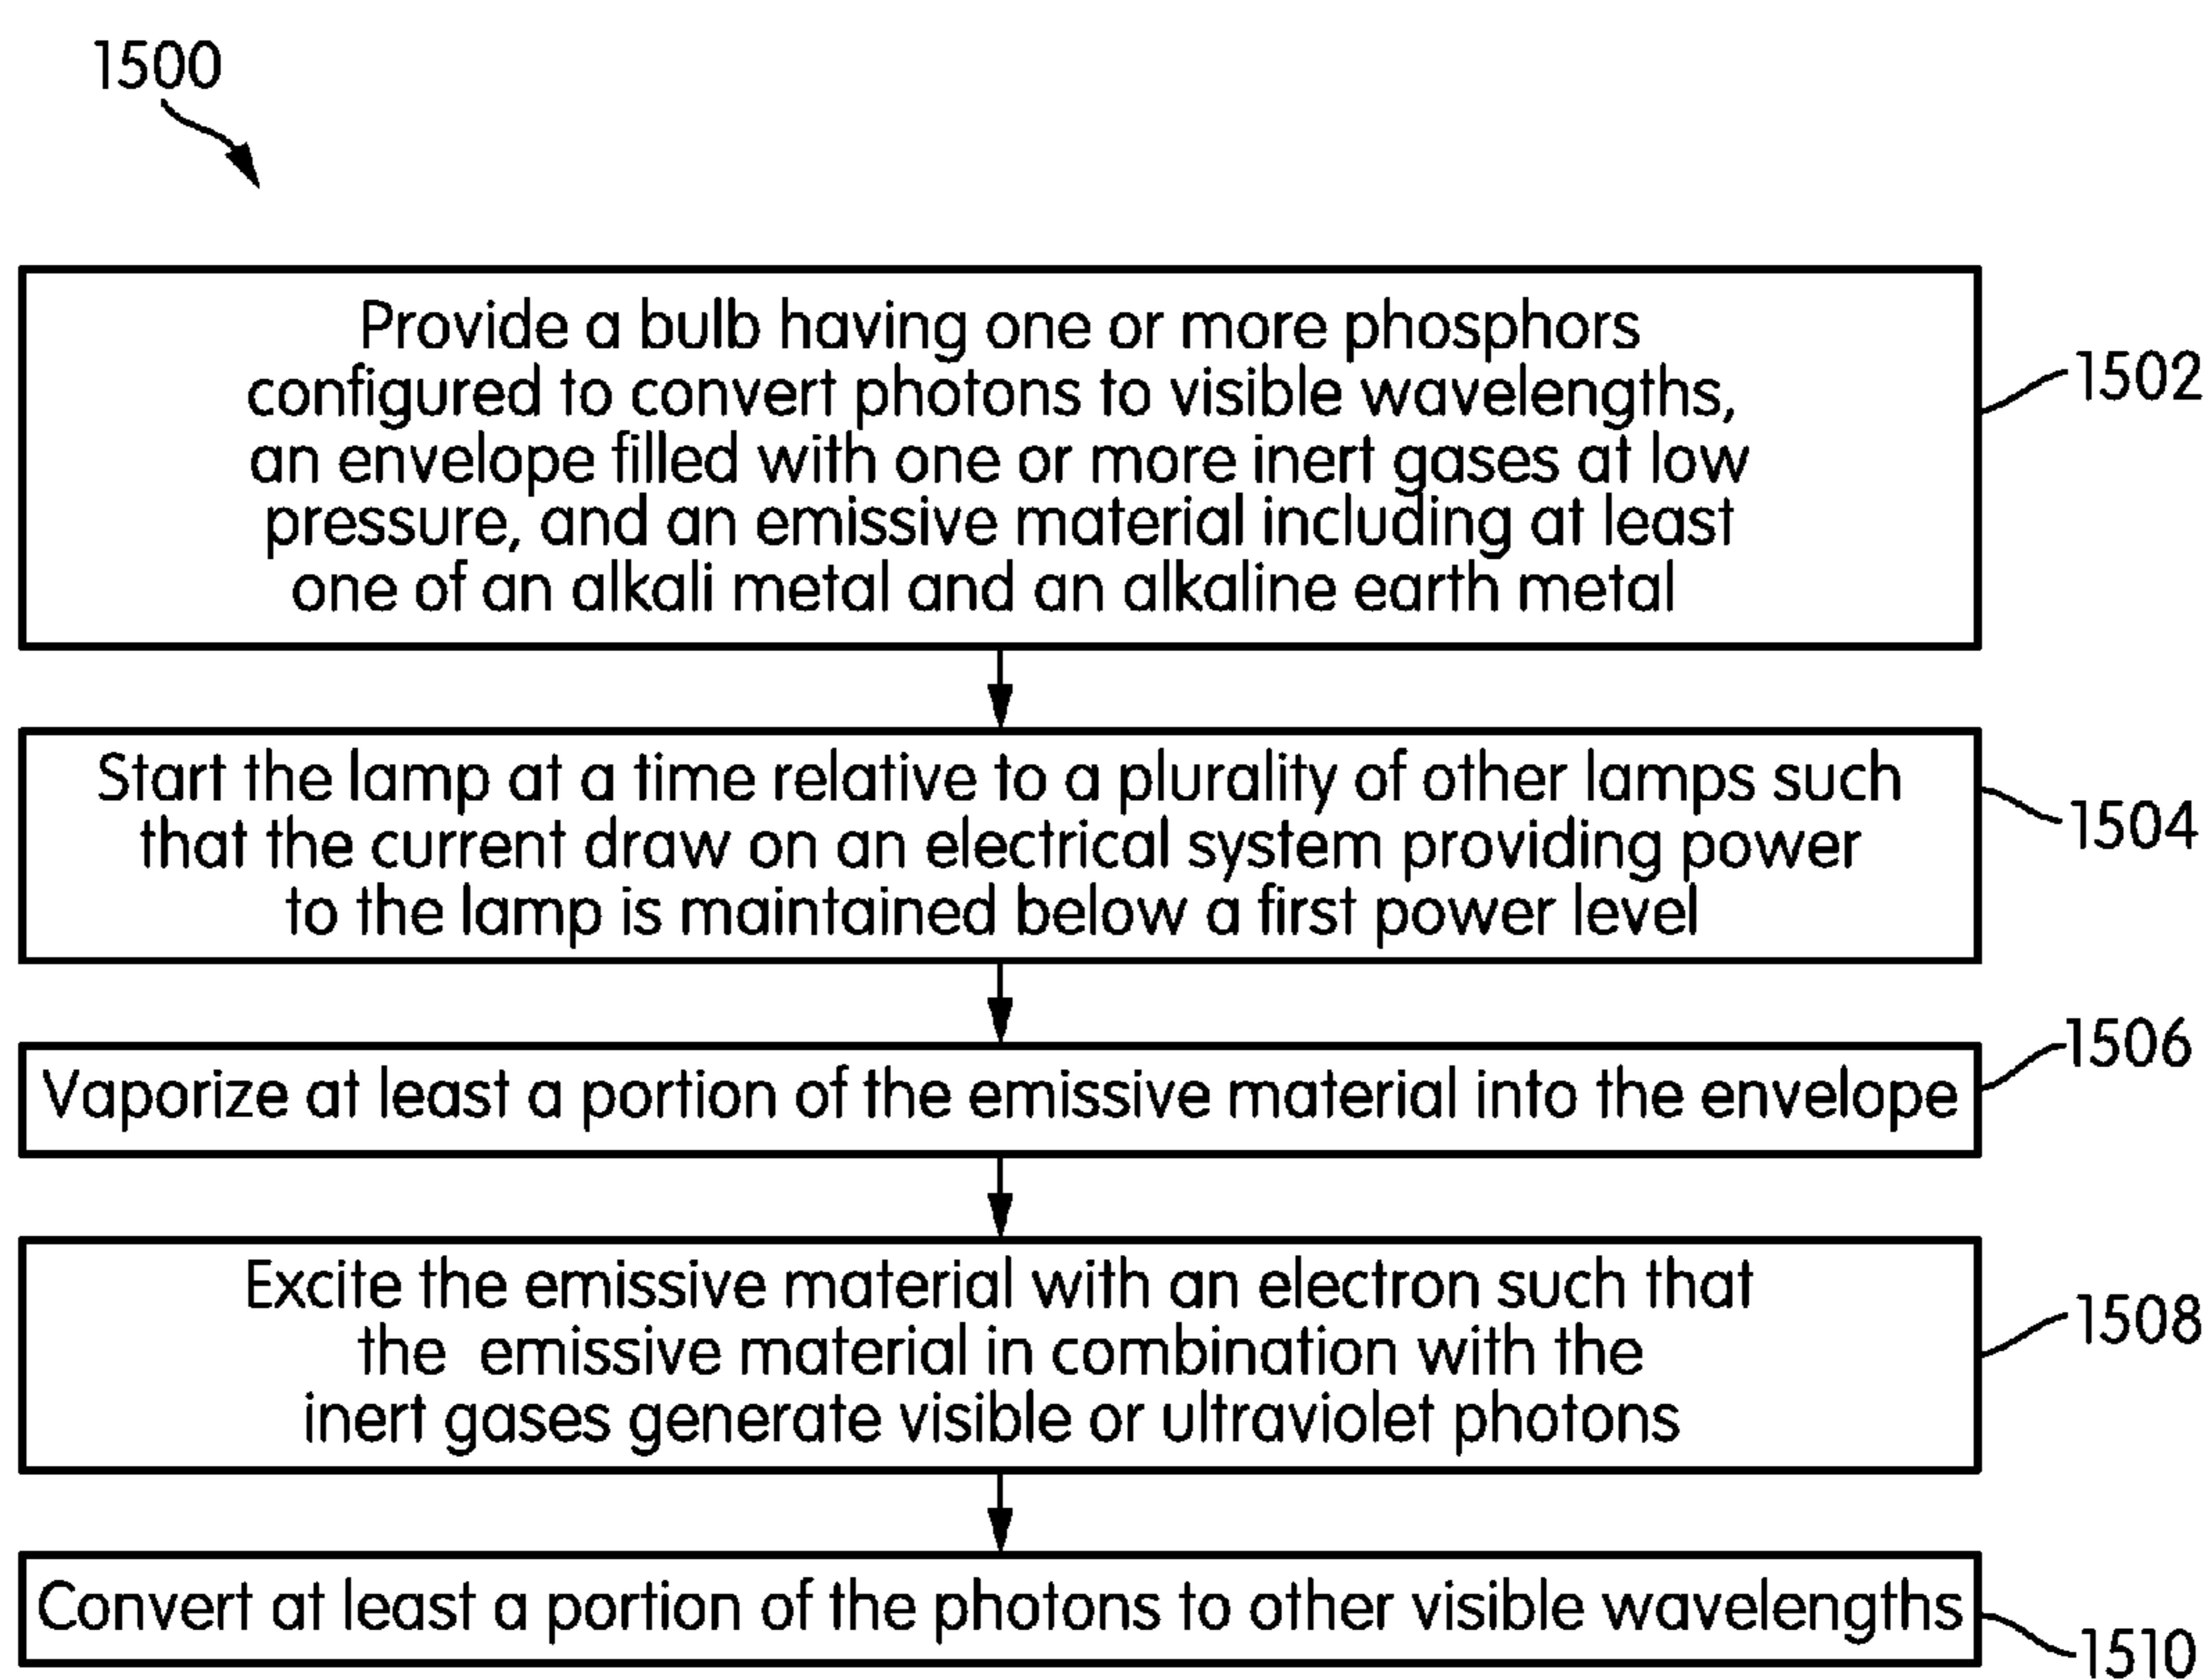 1500
Provide a bulb having one or more phosphors
configured to convert photons to visible wavelengths,
an envelope filled with one or more inert gases at low
pressure, and an emissive material including at least
one of an alkali metal and an alkaline earth metal
1502
Start the lamp at a time relative to a plurality of other lamps such
that the current draw on an electrical system providing power
to the lamp is maintained below a first power level
1504
Vaporize at least a portion of the emissive material into the envelope
1506
Excite the emissive material with an electron such that
the emissive material in combination with the
inert gases generate visible or ultraviolet photons
1508
Convert at least a portion of the photons to other visible wavelengths
1510